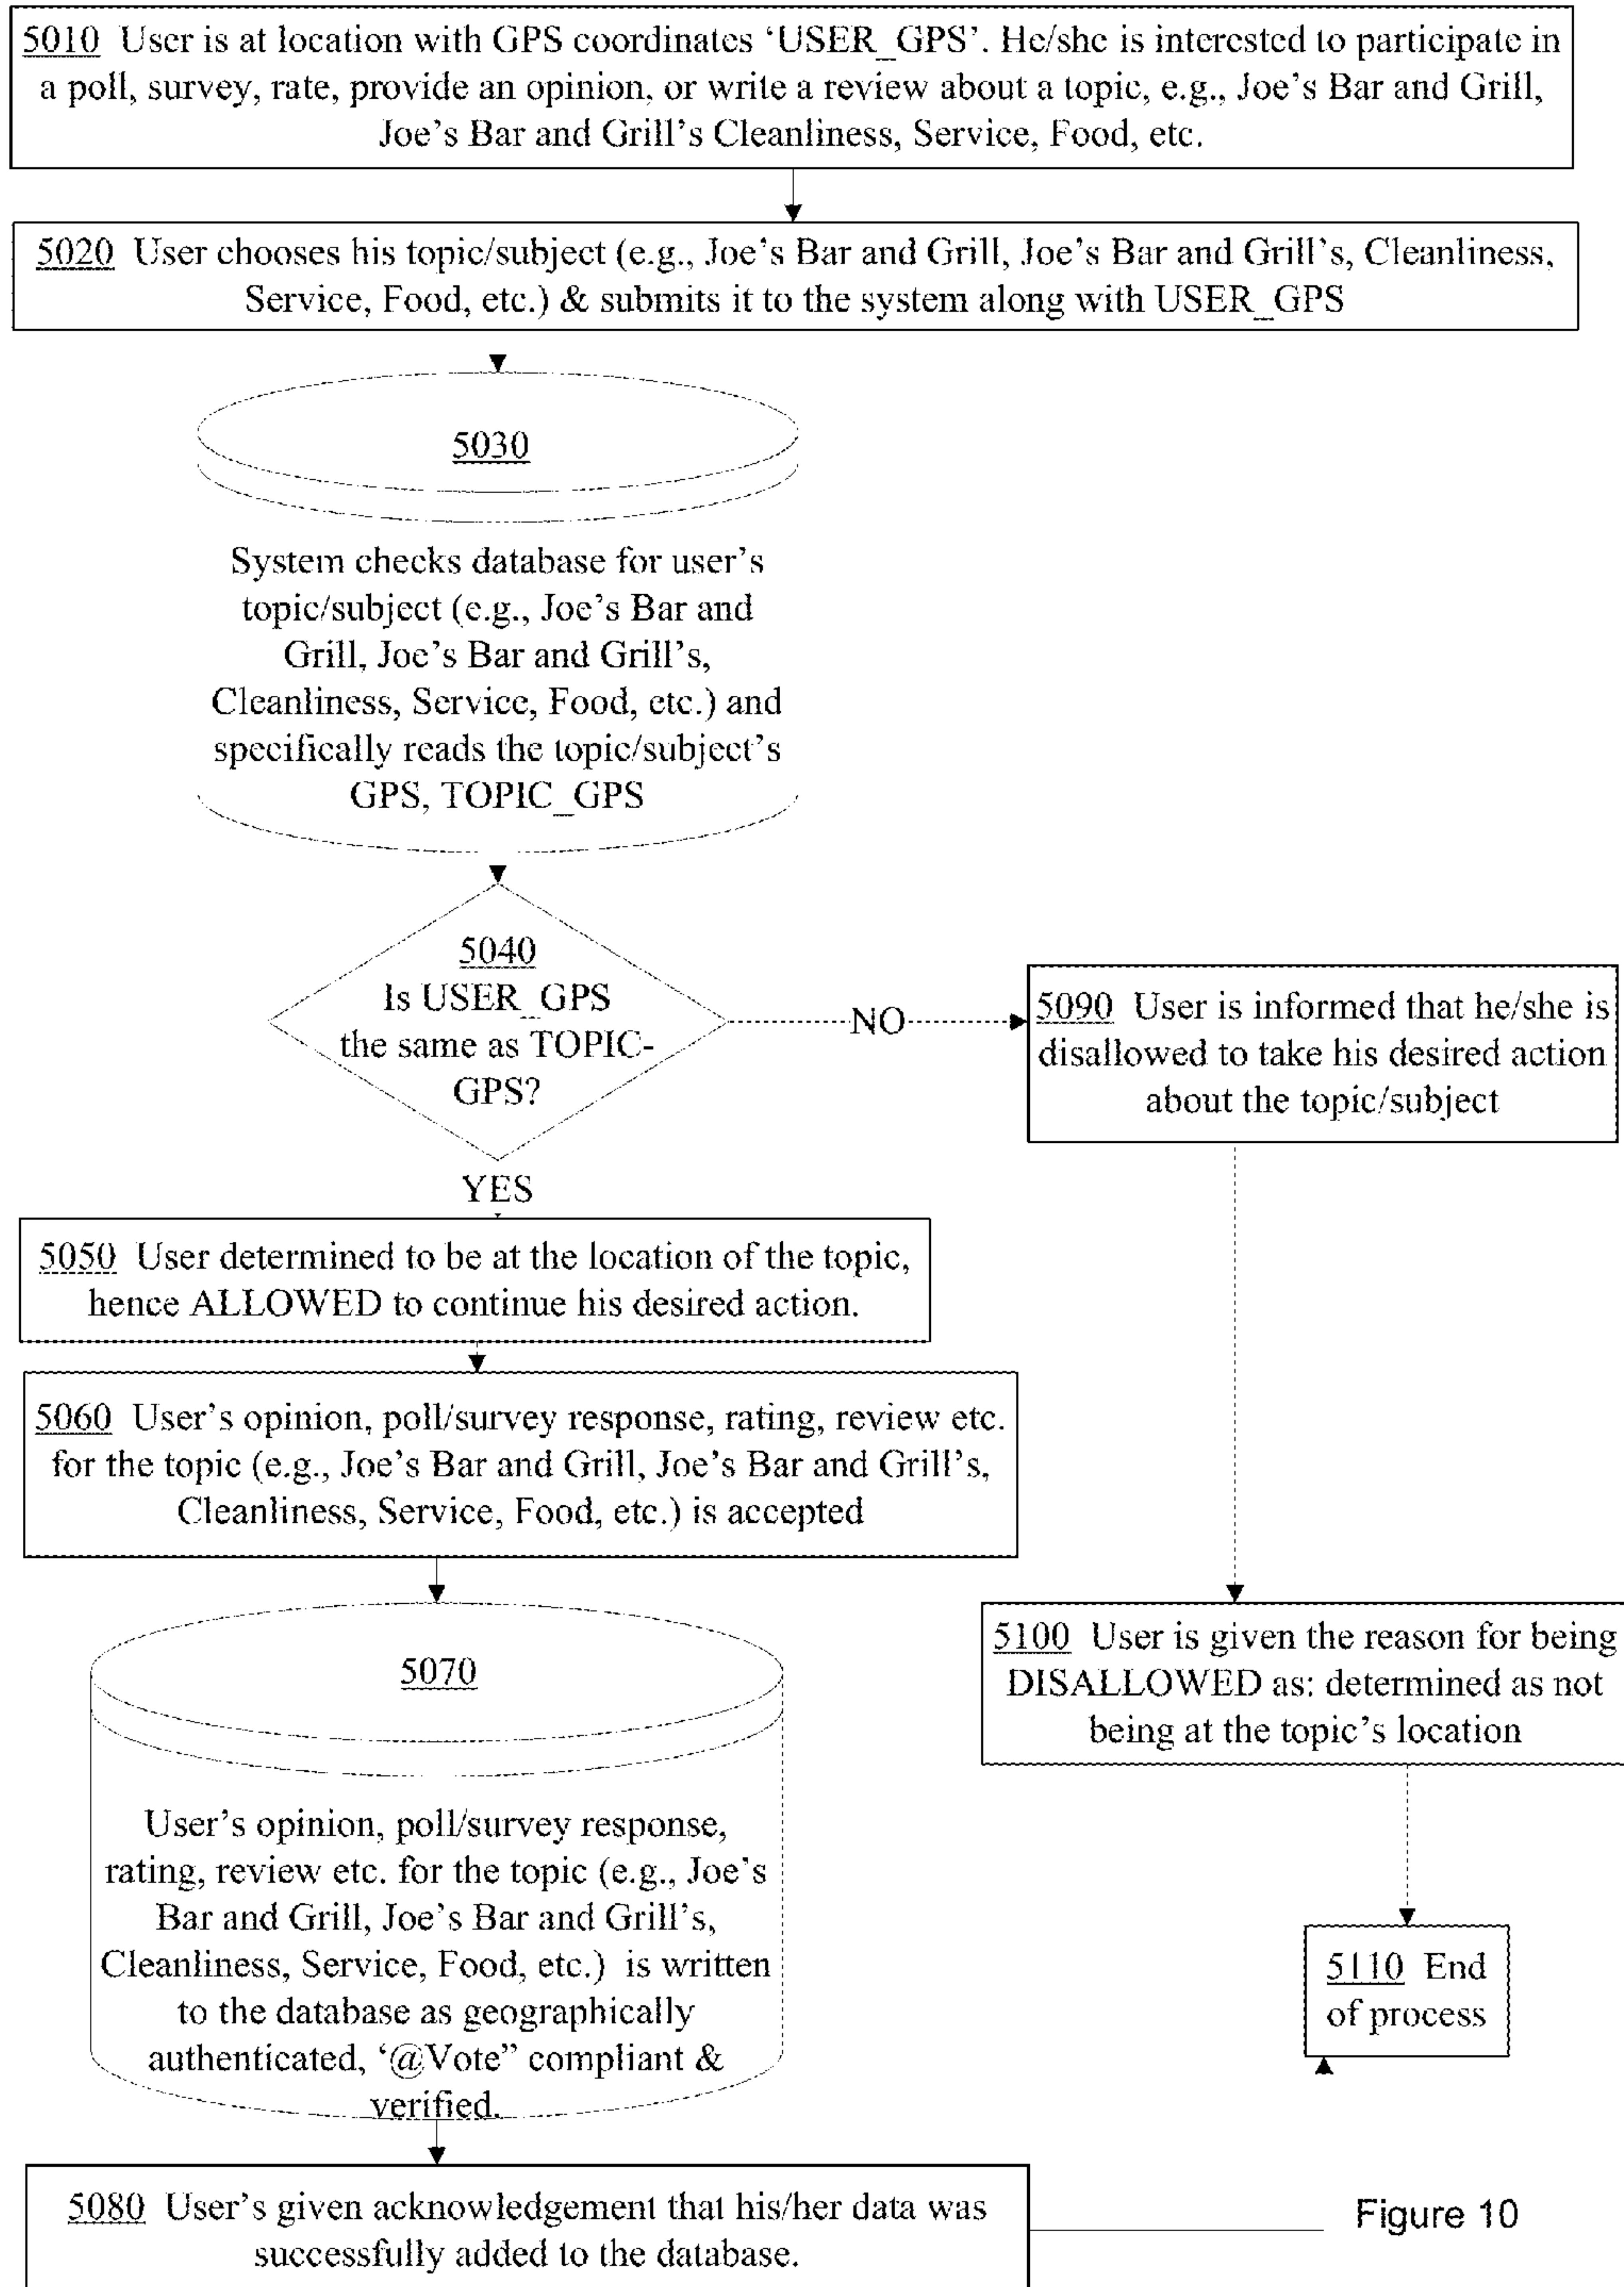 5010 User is at location with GPS coordinates ‘USER_GPS’. He/she is interested to participate in
a poll, survey, rate, provide an opinion, or write a review about a topic, e.g., Joe’s Bar and Grill,
Joe’s Bar and Grill’s Cleanliness, Service, Food, etc.
5020 User chooses his topic/subject (e.g., Joe’s Bar and Grill, Joe’s Bar and Grill’s, Cleanliness,
Service, Food, etc.) & submits it to the system along with USER_GPS
5030
System checks database for user’s
topic/subject (e.g., Joe’s Bar and
Grill, Joe’s Bar and Grill’s,
Cleanliness, Service, Food, etc.) and
specifically reads the topic/subject’s
GPS, TOPIC_GPS
5040
Is USER_GPS
the same as TOPIC-
GPS?
NO
5090 User is informed that he/she is
disallowed to take his desired action
about the topic/subject
YES
5050 User determined to be at the location of the topic,
hence ALLOWED to continue his desired action.
5060 User’s opinion, poll/survey response, rating, review etc.
for the topic (e.g., Joe’s Bar and Grill, Joe’s Bar and Grill’s,
Cleanliness, Service, Food, etc.) is accepted
5070
User’s opinion, poll/survey response,
rating, review etc. for the topic (e.g., Joe’s
Bar and Grill, Joe’s Bar and Grill’s,
Cleanliness, Service, Food, etc.) is written
to the database as geographically
authenticated, ‘@Vote” compliant &
verified.
5100 User is given the reason for being
DISALLOWED as: determined as not
being at the topic’s location
5110 End
of process
5080 User’s given acknowledgement that his/her data was
successfully added to the database.
Figure 10